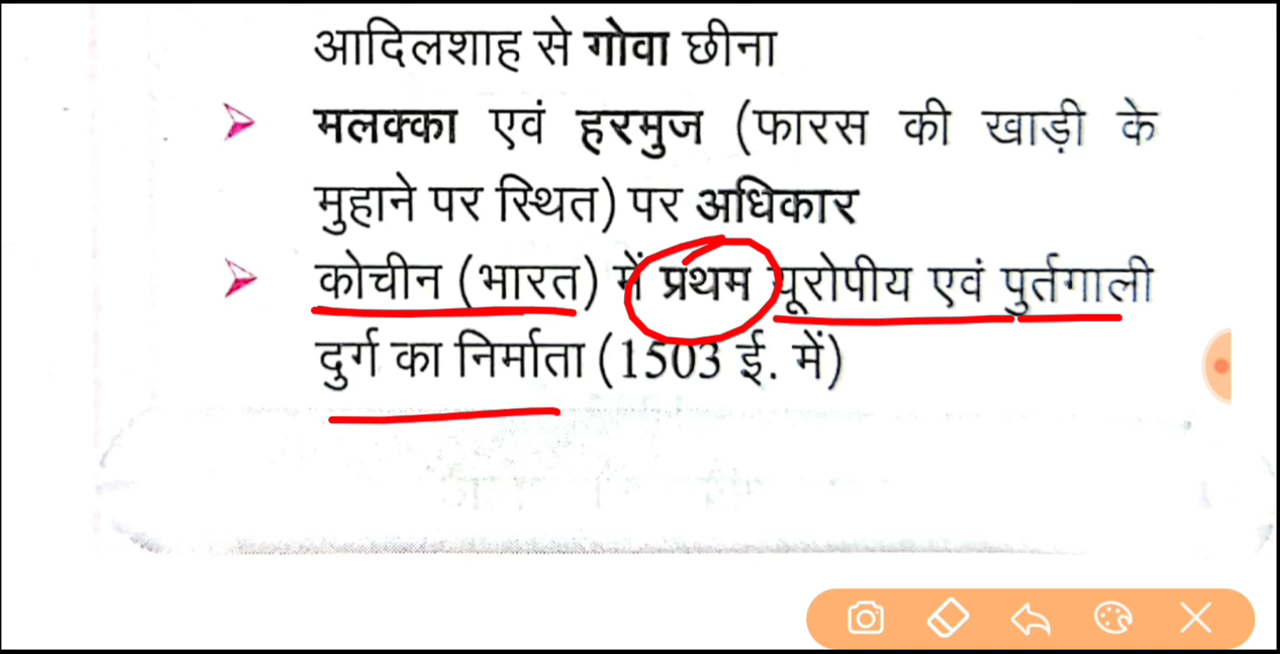 आदिलशाह से गोवा छीना
मलक्का एवं हरमुज (फारस की खाड़ी के
मुहाने पर स्थित) पर अधिकार
कोचीन (भारत) में प्रथम यूरोपीय एवं पुर्तगाली
दुर्ग का निर्माता (1503 ई. में)